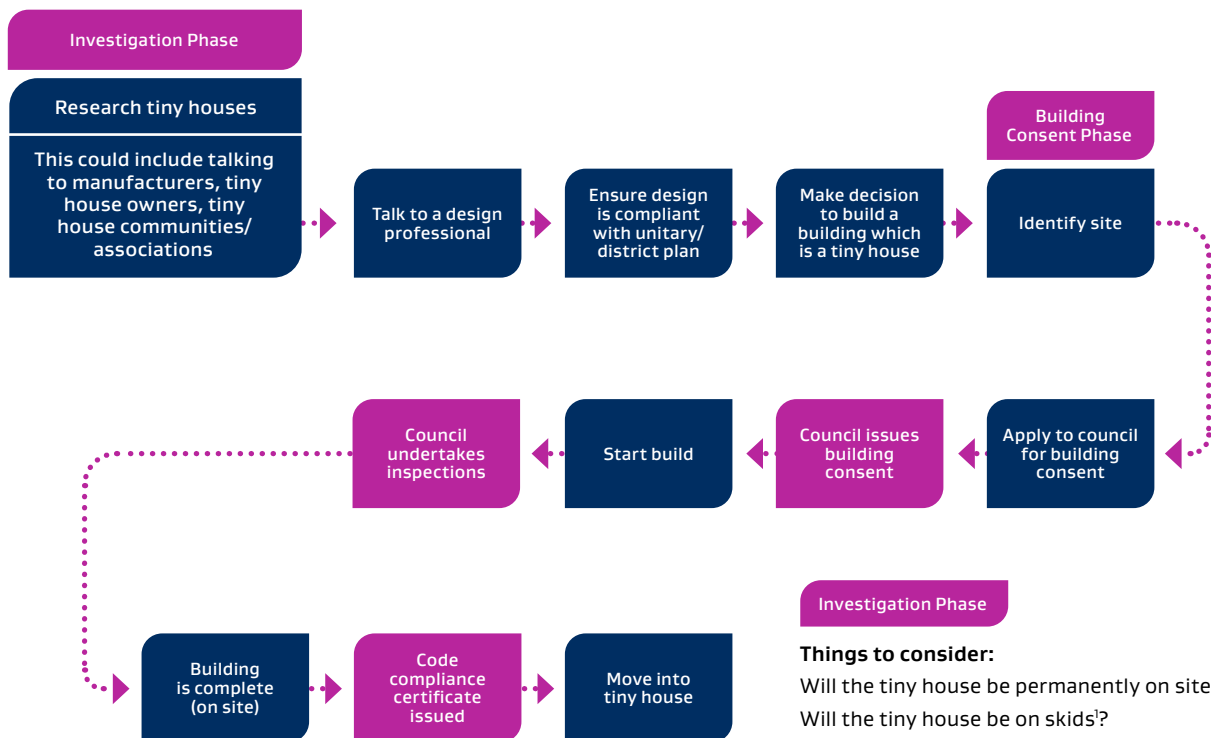 Investigation Phase
Research tiny houses
This could include talking
to manufacturers, tiny
house owners, tiny
house communities/
associations
Talk to a design
professional
Ensure design
is compliant
with unitary/
district plan
Make decision
to build a
building which
is a tiny house
Building
Consent Phase
Identify site
Apply to council
for building
consent
Council issues
building
consent
Start build
Council
undertakes
inspections
Building
is complete
(on site)
Code
compliance
certificate
issued
Move into
tiny house
Investigation Phase
Things to consider:
Will the tiny house be permanently on site
Will the tiny house be on skids¹?